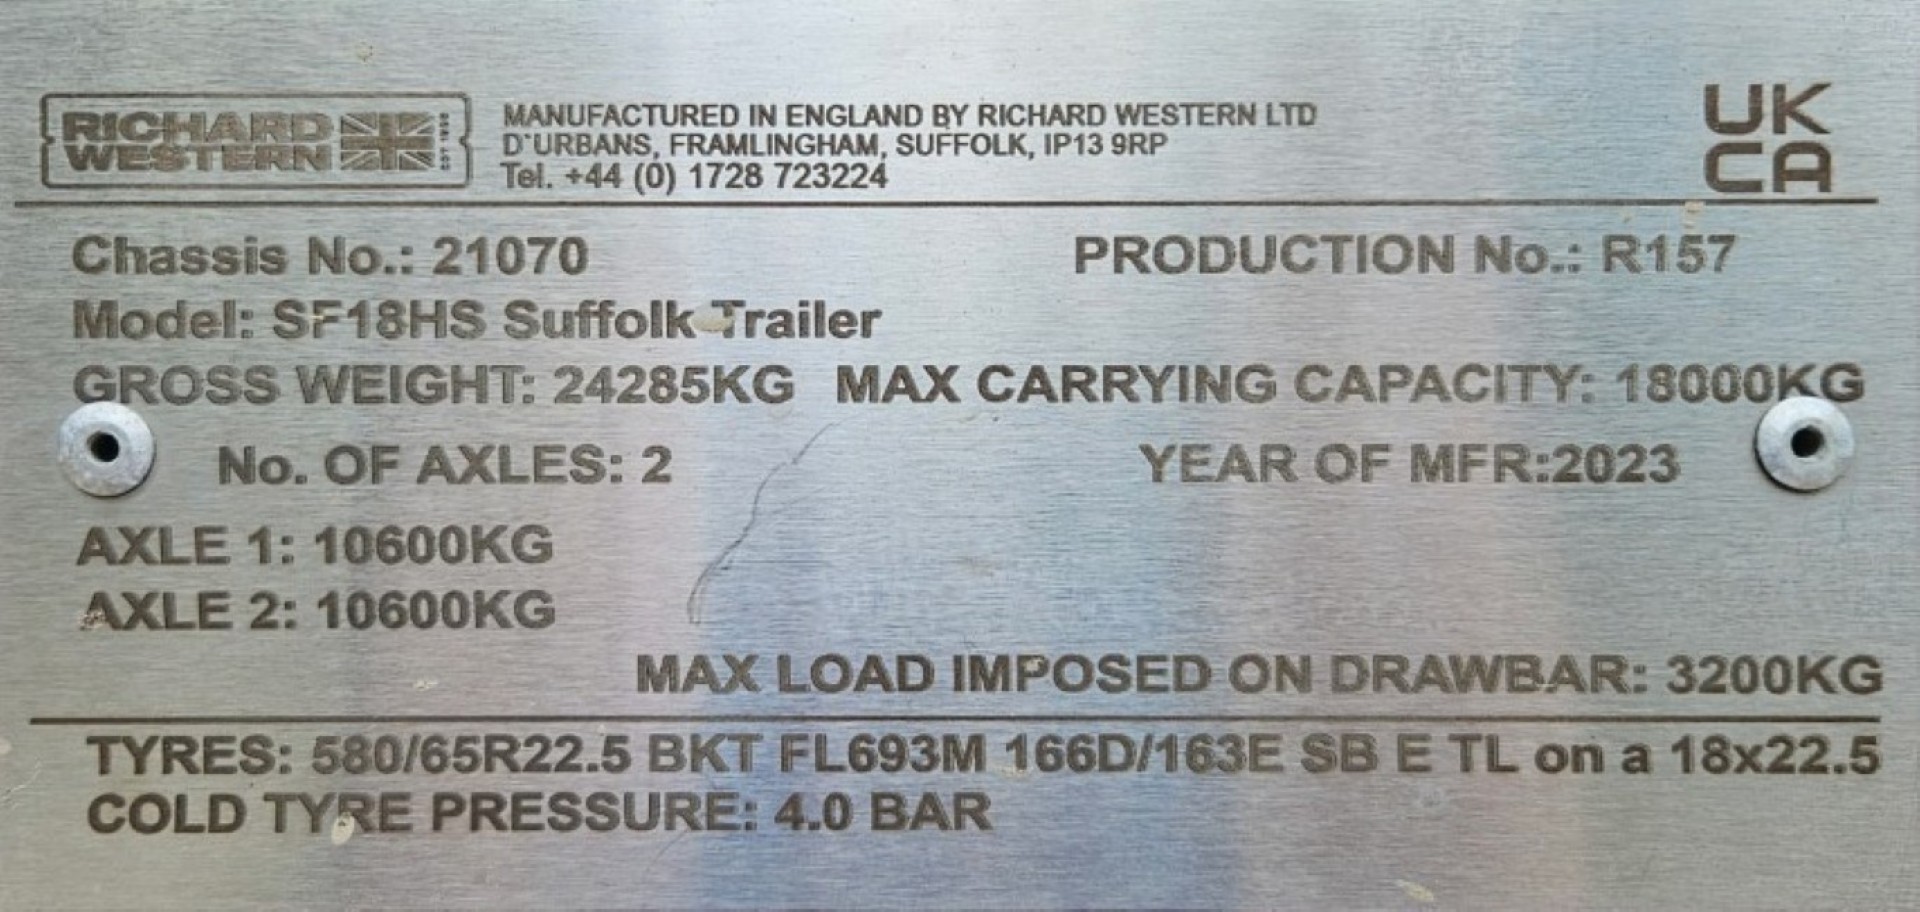 RICHARD WESTERN EST 1956
MANUFACTURED IN ENGLAND BY RICHARD WESTERN LTD
D'URBANS, FRAMLINGHAM, SUFFOLK, IP13 9RP
Tel. +44 (0) 1728 723224
UK CA
Chassis No.: 21070 PRODUCTION No.: R157
Model: SF18HS Suffolk Trailer
GROSS WEIGHT: 24285KG MAX CARRYING CAPACITY: 18000KG
No. OF AXLES: 2 YEAR OF MFR:2023
AXLE 1: 10600KG
AXLE 2: 10600KG
MAX LOAD IMPOSED ON DRAWBAR: 3200KG
TYRES: 580/65R22.5 BKT FL693M 166D/163E SB E TL on a 18x22.5
COLD TYRE PRESSURE: 4.0 BAR